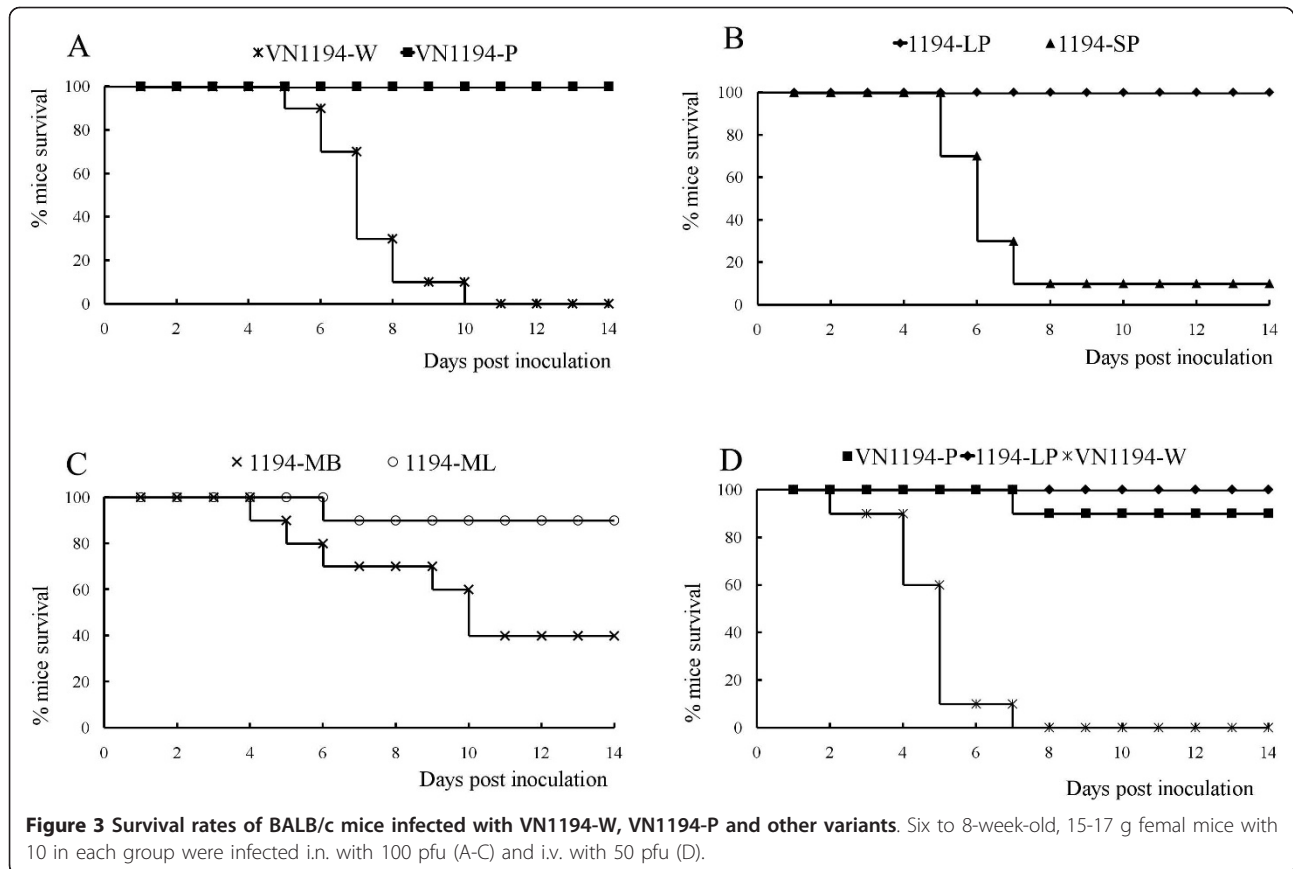 A
VN1194-W VN1194-P
% mice survival
100
80
60
40
20
0
0 2 4 6 8 10 12 14
Days post inoculation
B
1194-LP 1194-SP
% mice survival
100
80
60
40
20
0
0 2 4 6 8 10 12 14
Days post inoculation
C
1194-MB 1194-ML
% mice survival
100
80
60
40
20
0
0 2 4 6 8 10 12 14
Days post inoculation
D
VN1194-P 1194-LP VN1194-W
% mice survival
100
80
60
40
20
0
0 2 4 6 8 10 12 14
Days post inoculation
Figure 3 Survival rates of BALB/c mice infected with VN1194-W, VN1194-P and other variants. Six to 8-week-old, 15-17 g femal mice with
10 in each group were infected i.n. with 100 pfu (A-C) and i.v. with 50 pfu (D).